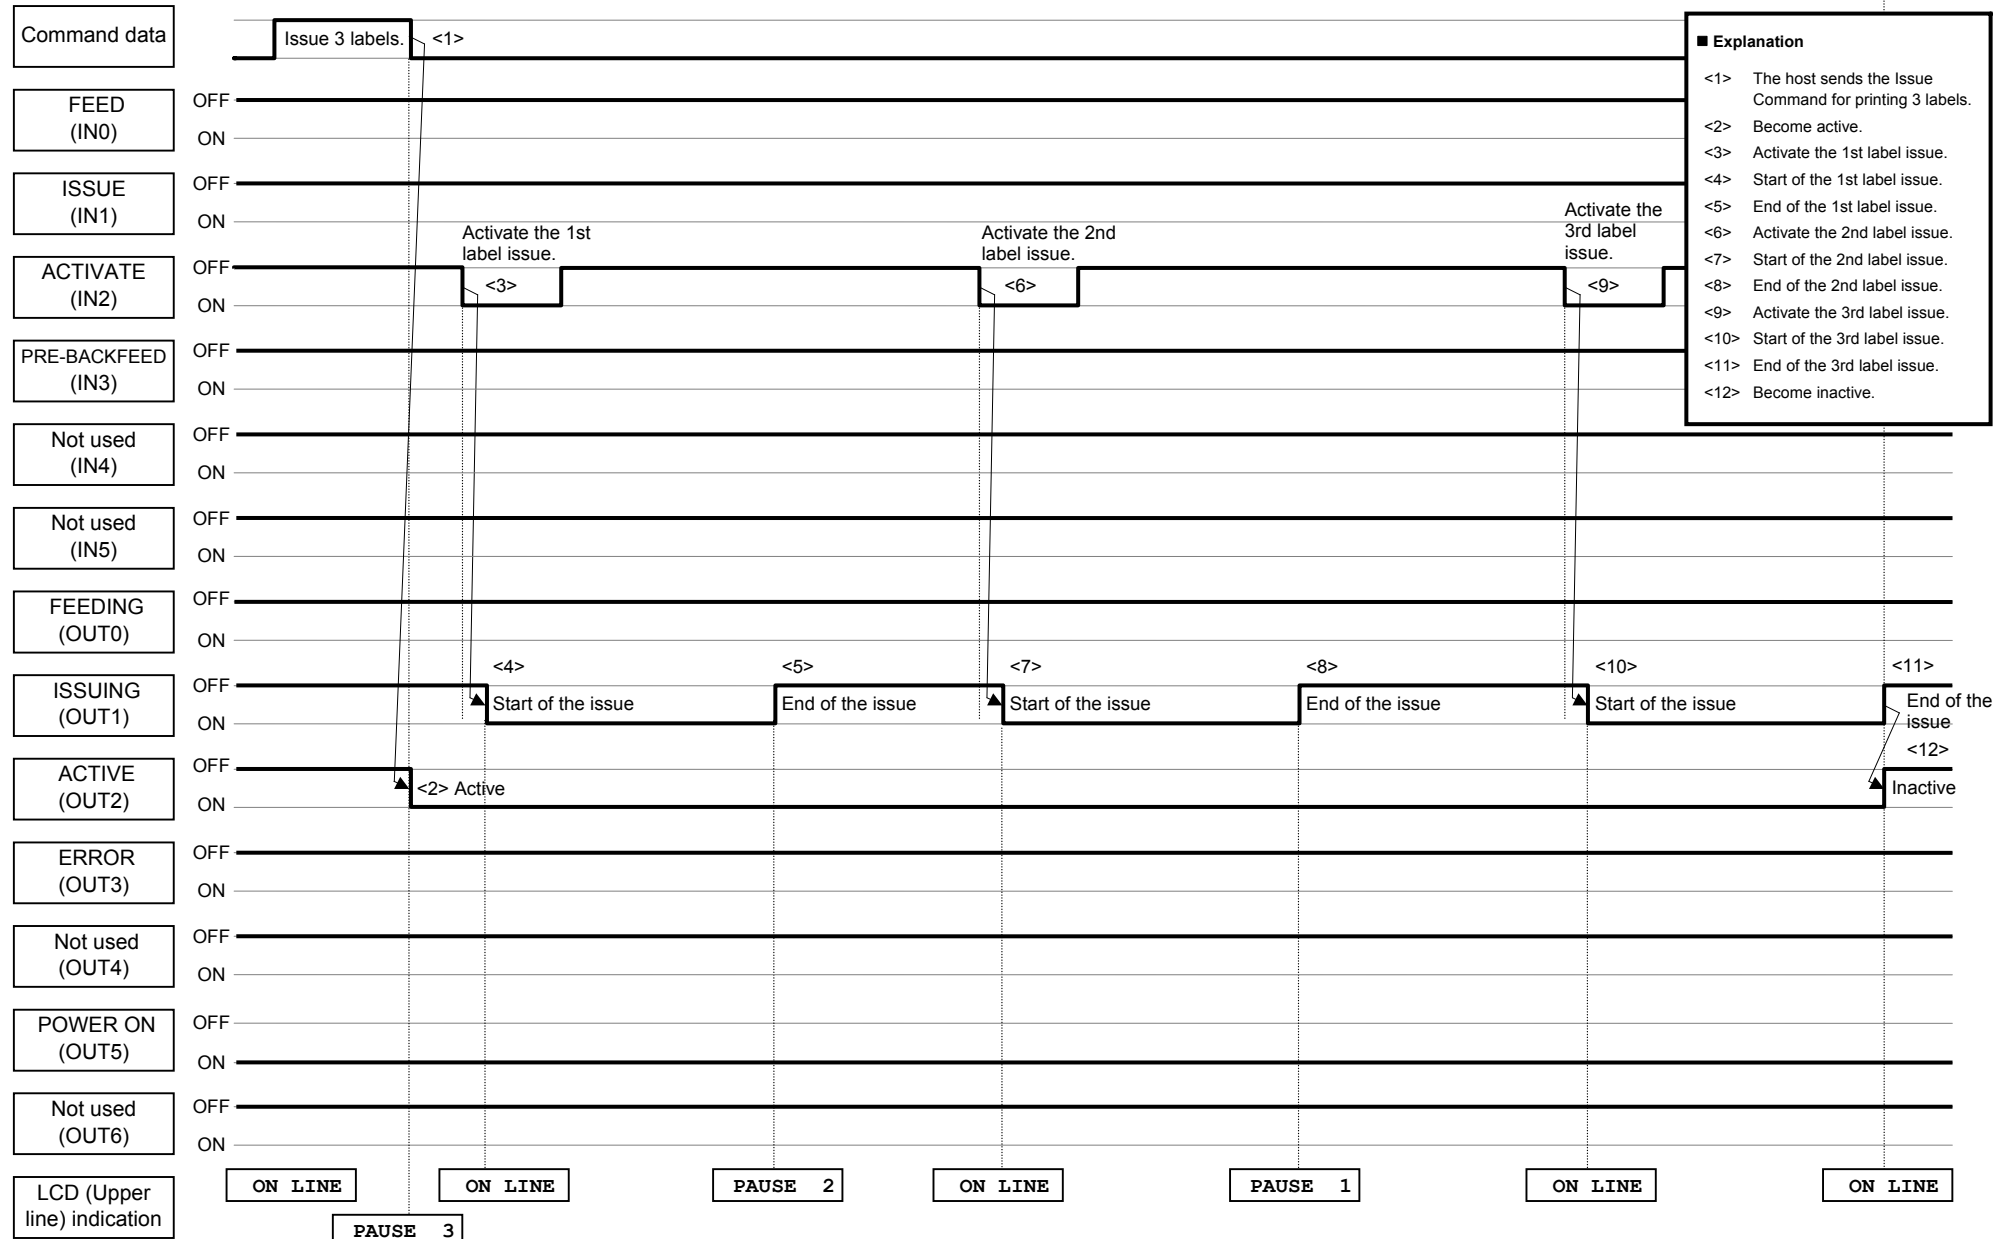 Command data
Issue 3 labels.
<1>
FEED
(IN0)
OFF
ON
ISSUE
(IN1)
OFF
ON
Activate the 1st
label issue.
Activate the 2nd
label issue.
Activate the
3rd label
issue.
ACTIVATE
(IN2)
OFF
ON
<3>
<6>
<9>
PRE-BACKFEED
(IN3)
OFF
ON
Not used
(IN4)
OFF
ON
Not used
(IN5)
OFF
ON
FEEDING
(OUT0)
OFF
ON
<4>
<5>
<7>
<8>
<10>
<11>
ISSUING
(OUT1)
OFF
ON
Start of the issue
End of the issue
Start of the issue
End of the issue
Start of the issue
End of the
issue
ACTIVE
(OUT2)
OFF
ON
<2> Active
<12>
Inactive
ERROR
(OUT3)
OFF
ON
Not used
(OUT4)
OFF
ON
POWER ON
(OUT5)
OFF
ON
Not used
(OUT6)
OFF
ON
LCD (Upper
line) indication
ON LINE
PAUSE 3
ON LINE
PAUSE 2
ON LINE
PAUSE 1
ON LINE
ON LINE
■ Explanation
<1> The host sends the Issue
Command for printing 3 labels.
<2> Become active.
<3> Activate the 1st label issue.
<4> Start of the 1st label issue.
<5> End of the 1st label issue.
<6> Activate the 2nd label issue.
<7> Start of the 2nd label issue.
<8> End of the 2nd label issue.
<9> Activate the 3rd label issue.
<10> Start of the 3rd label issue.
<11> End of the 3rd label issue.
<12> Become inactive.